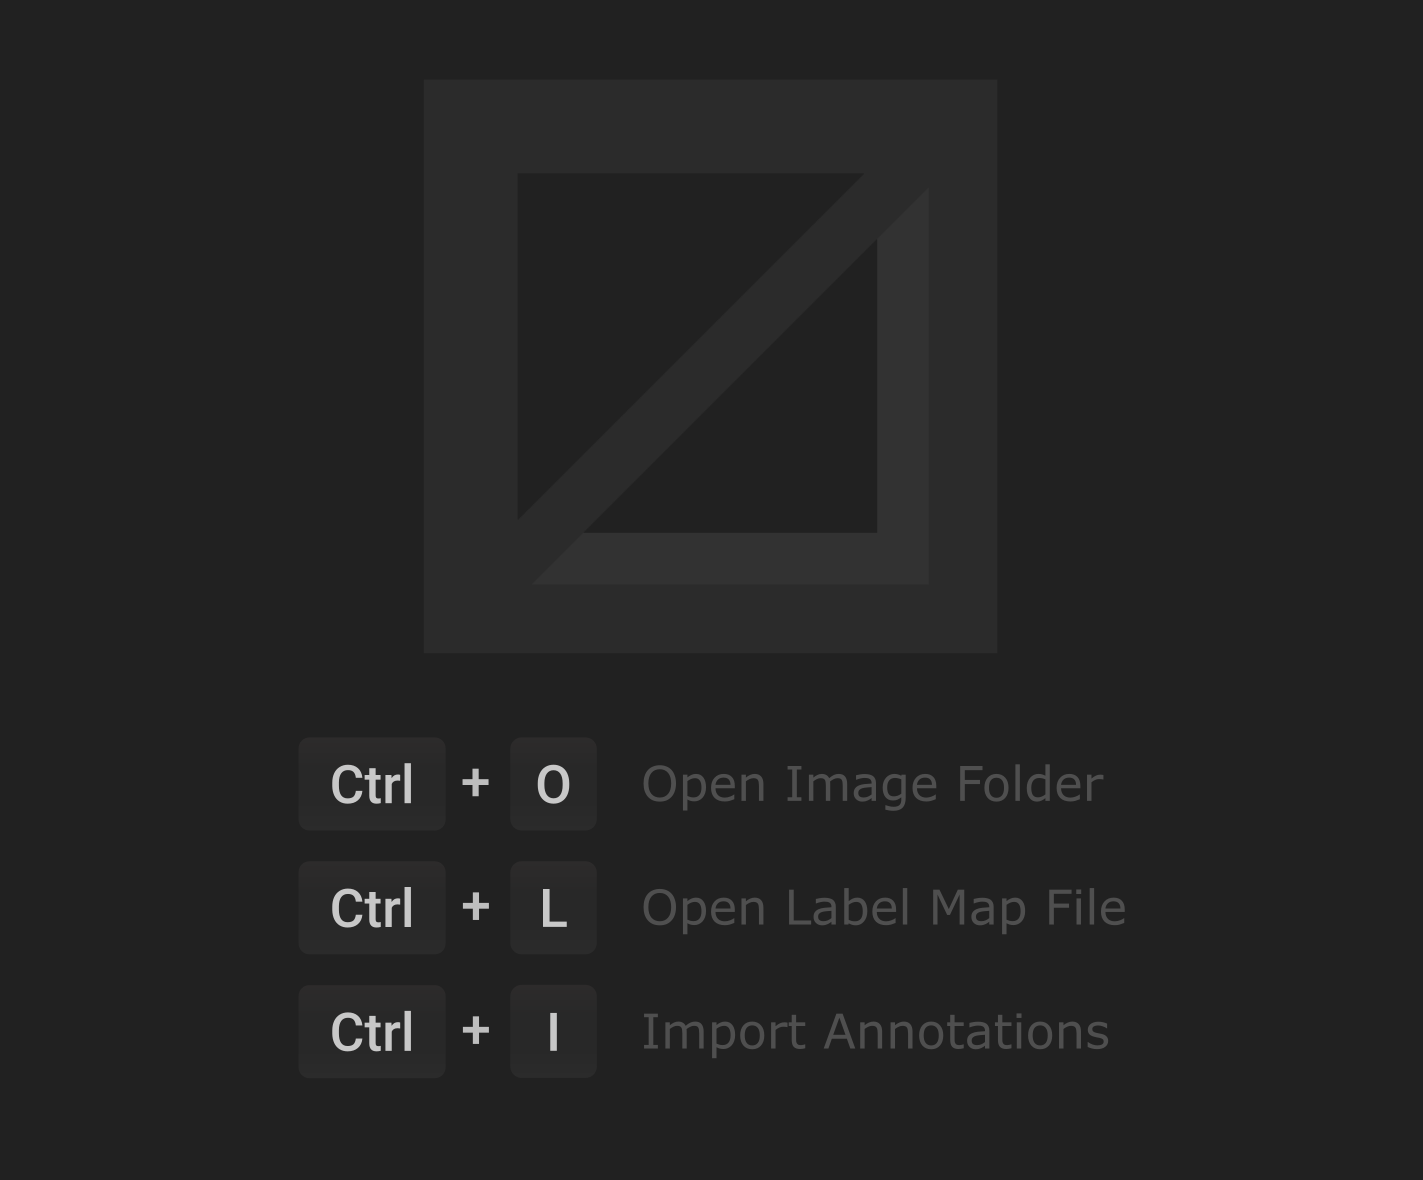 Ctrl + O Open Image Folder
Ctrl + L Open Label Map File
Ctrl + I Import Annotations